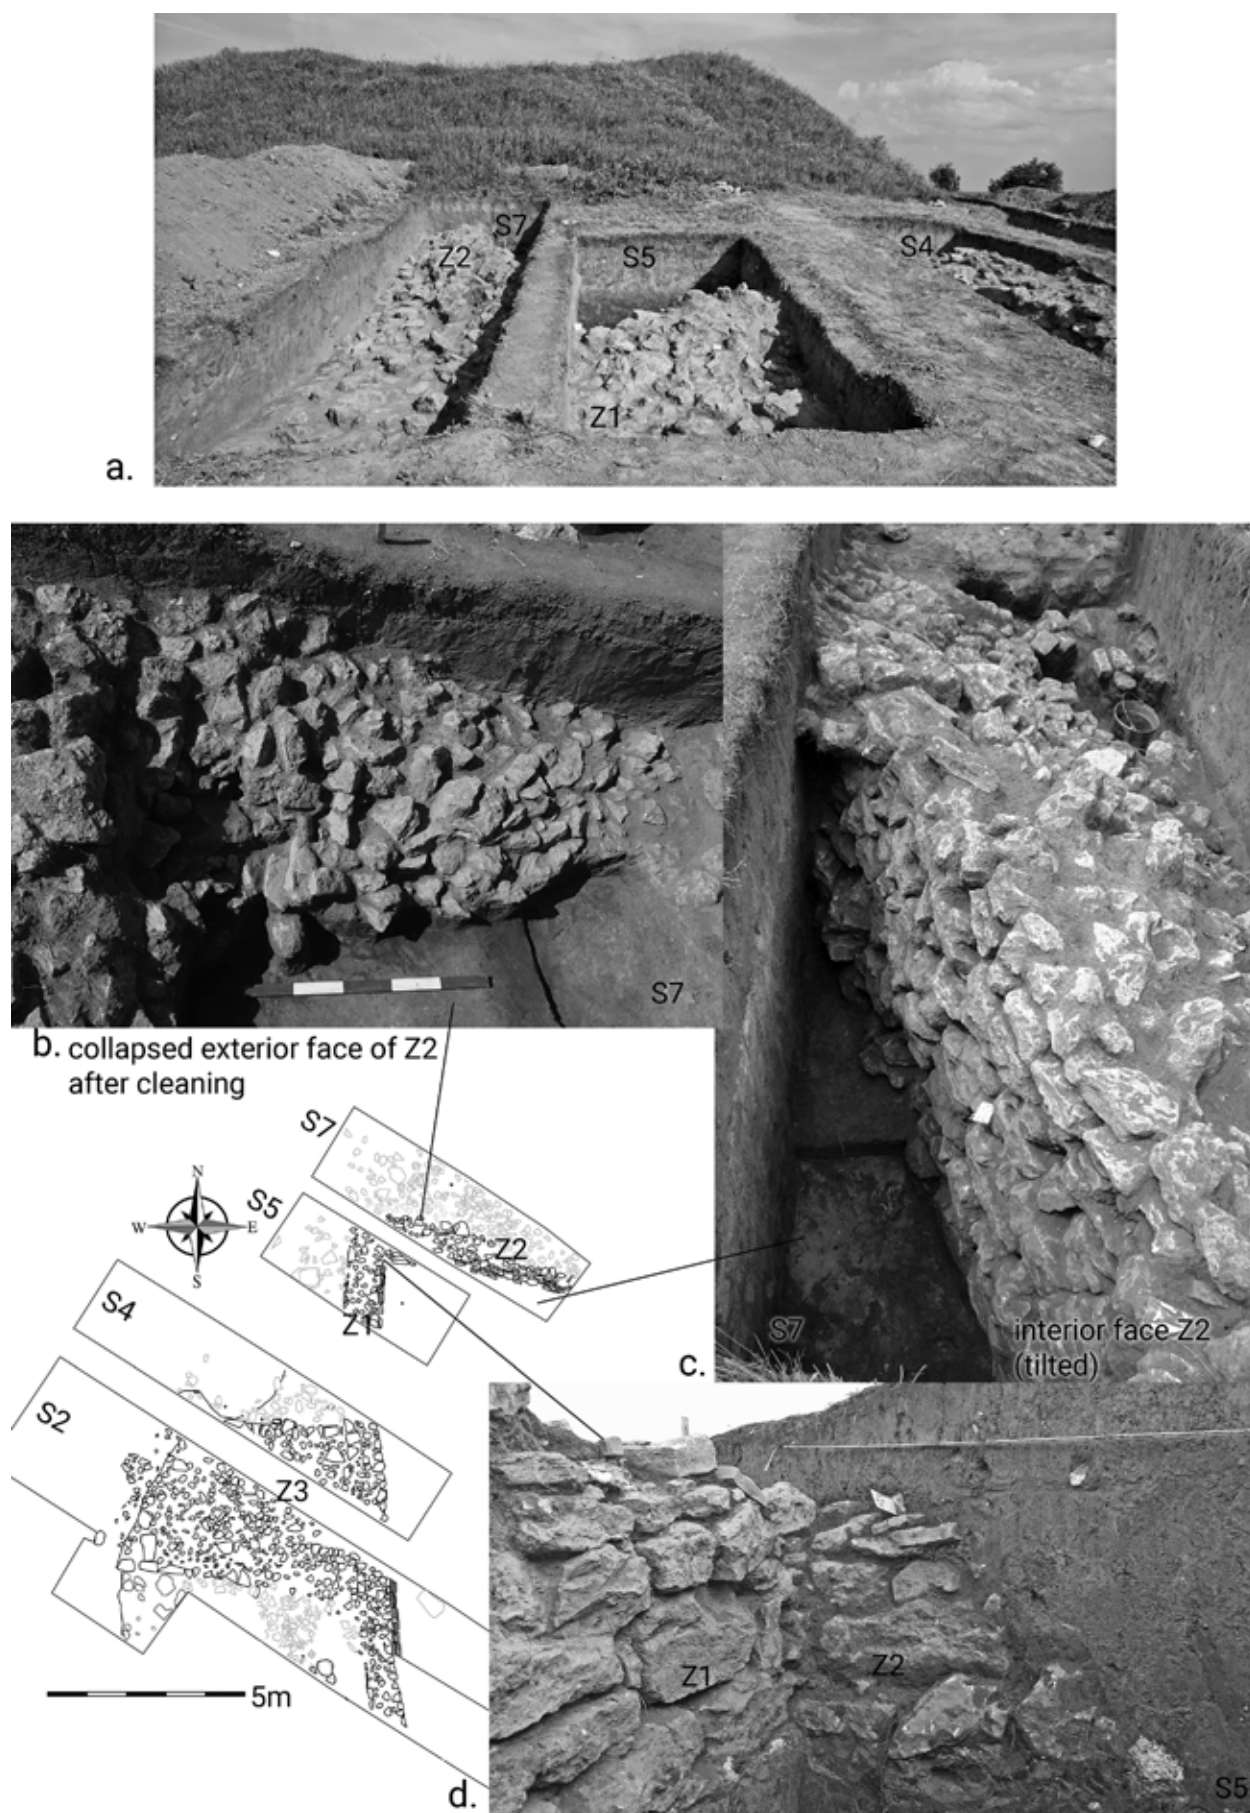 S7
Z2
S5
S4
Z1
a.
S7
b. collapsed exterior face of Z2
after cleaning
S7
interior face Z2
(tilted)
c.
S7
S5
N
W E
S
Z2
Z1
S4
S2
Z3
5m
Z1
Z2
S5
d.